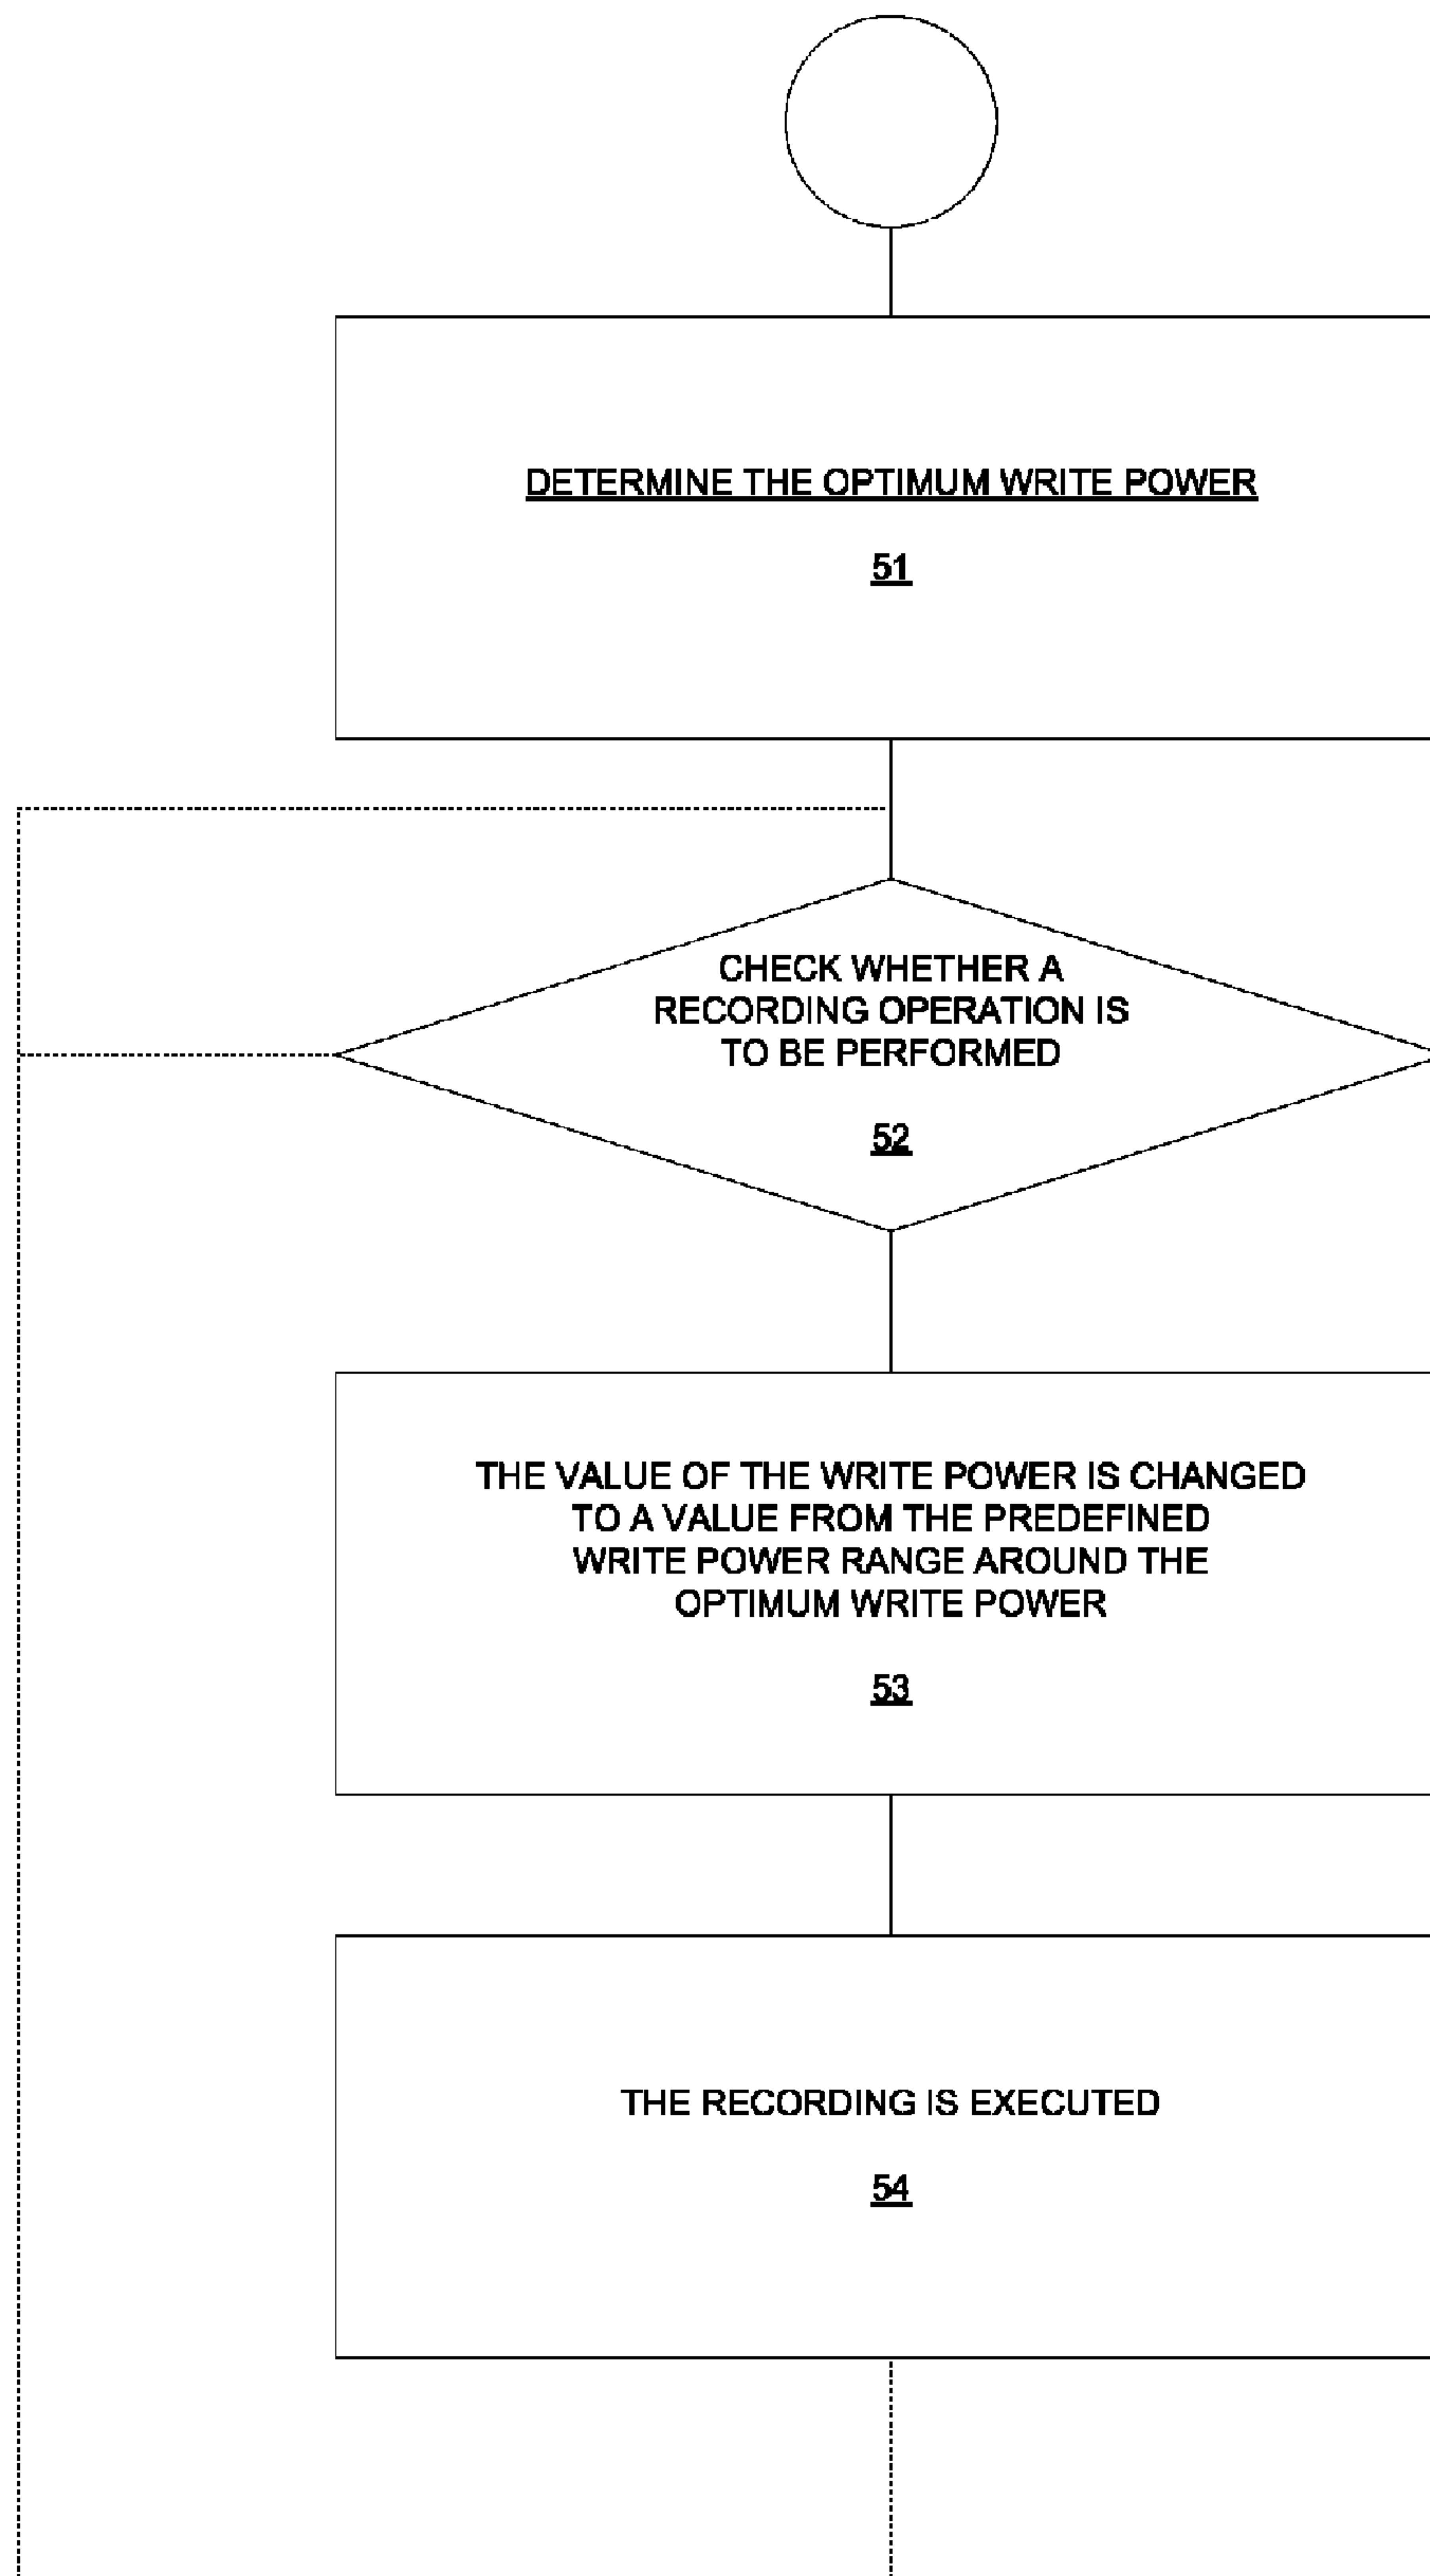 DETERMINE THE OPTIMUM WRITE POWER
51
CHECK WHETHER A
RECORDING OPERATION IS
TO BE PERFORMED
52
THE VALUE OF THE WRITE POWER IS CHANGED
TO A VALUE FROM THE PREDEFINED
WRITE POWER RANGE AROUND THE
OPTIMUM WRITE POWER
53
THE RECORDING IS EXECUTED
54